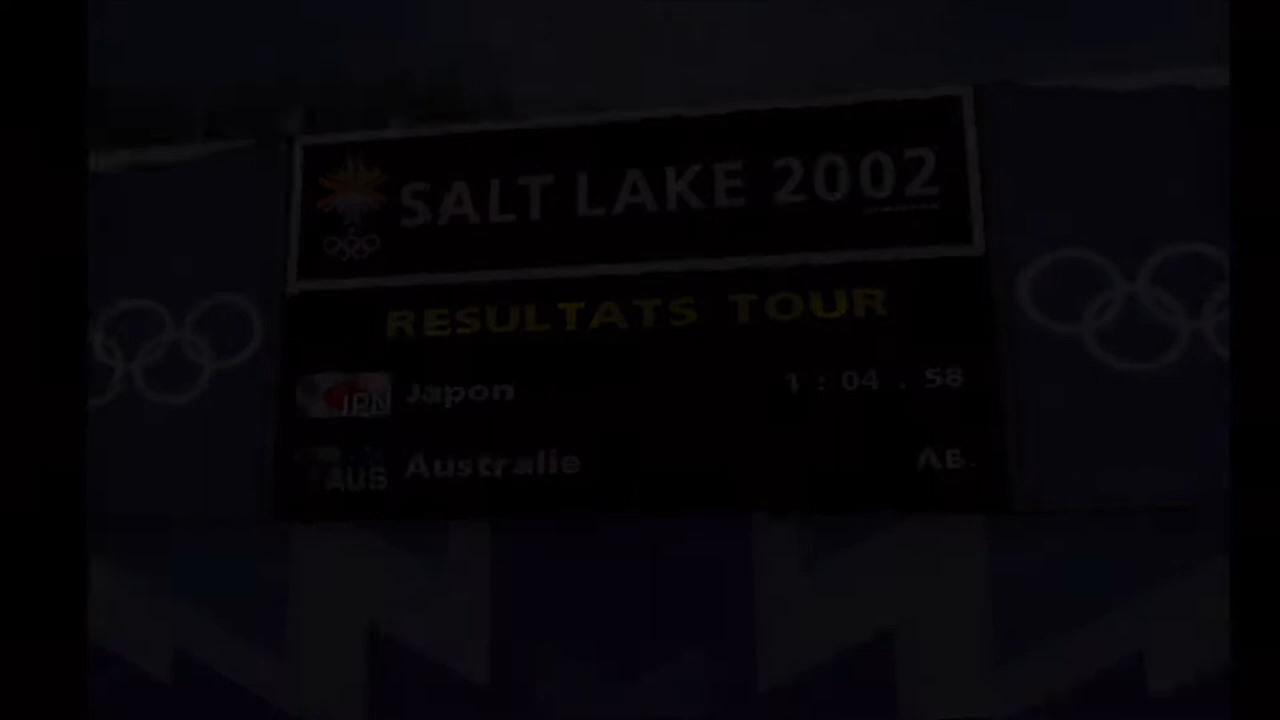 SALT LAKE 2002
RESULTATS TOUR
JPN Japon 1 : 04 . 58
AUS Australie AB.